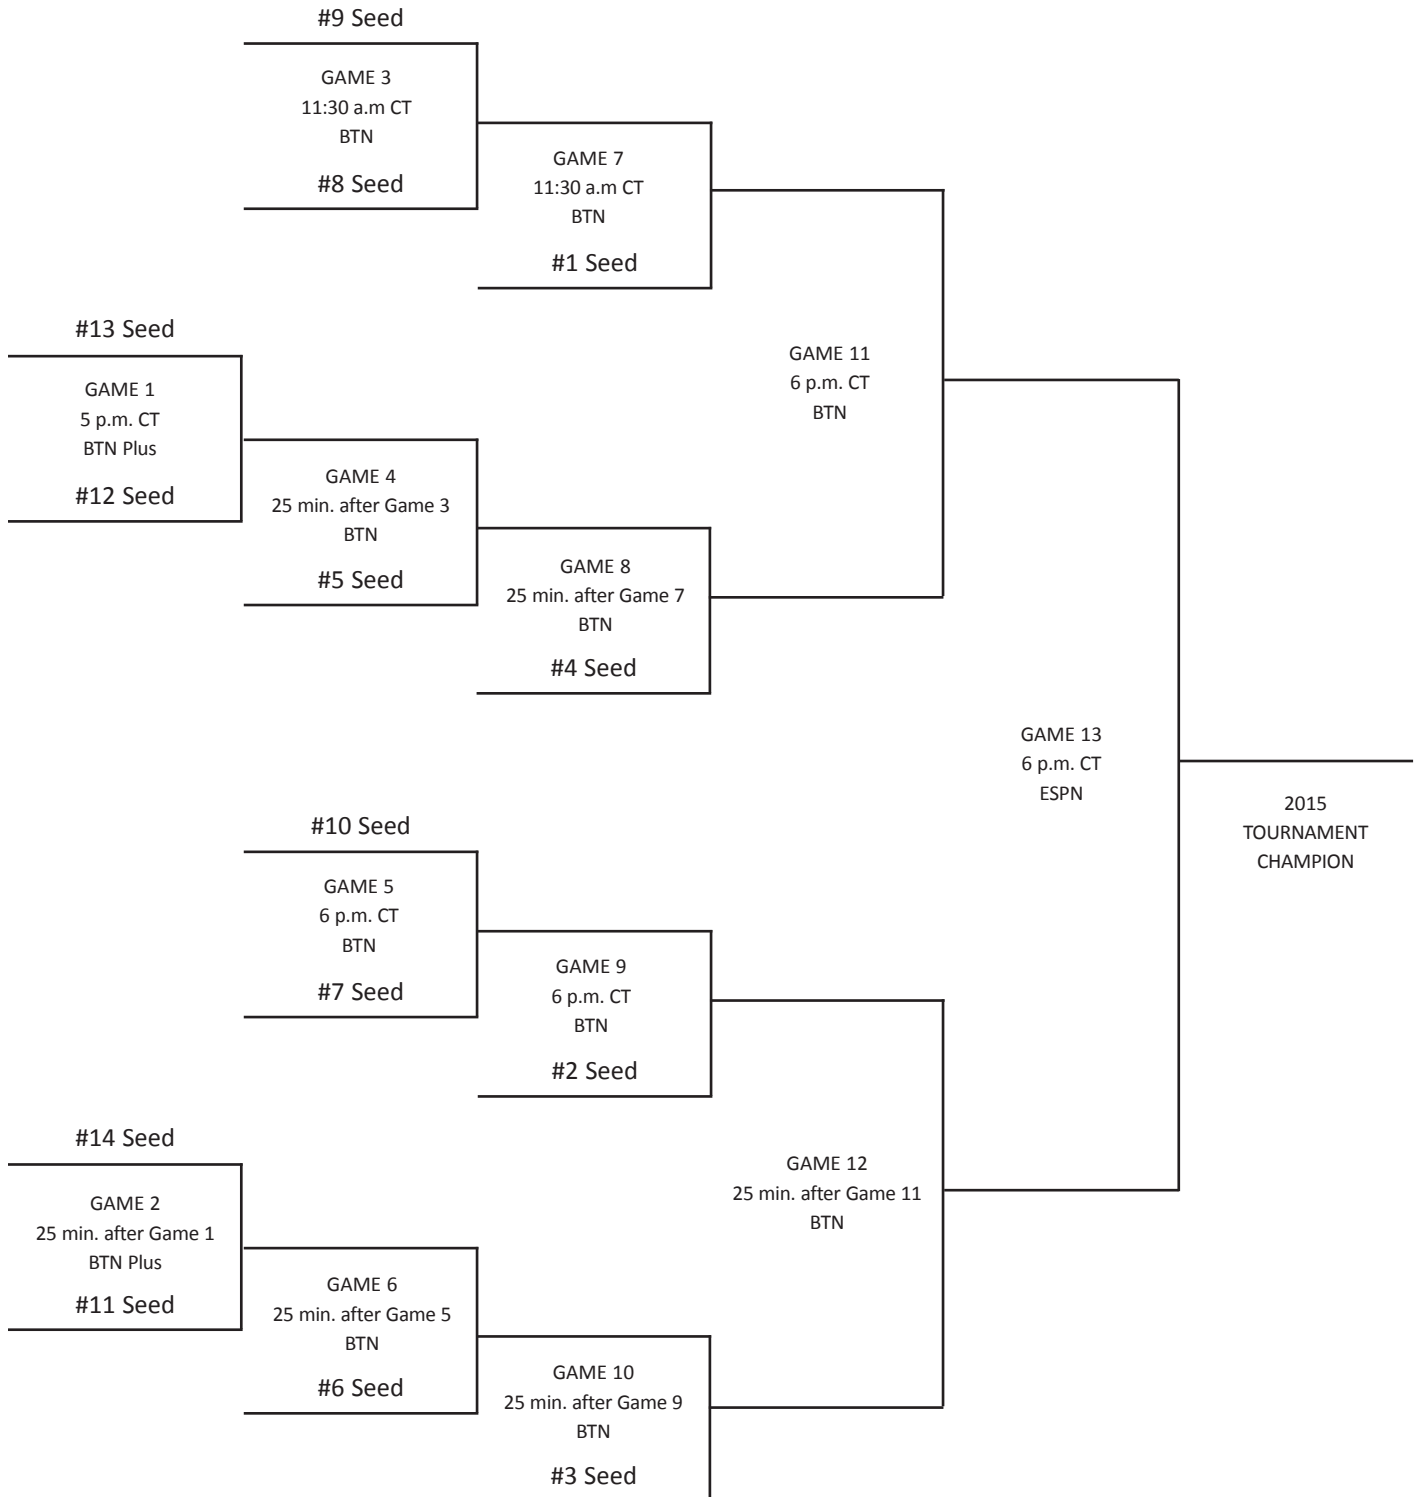 #9 Seed
GAME 3
11:30 a.m CT
BTN
#8 Seed
GAME 7
11:30 a.m CT
BTN
#1 Seed
#13 Seed
GAME 1
5 p.m. CT
BTN Plus
#12 Seed
GAME 4
25 min. after Game 3
BTN
#5 Seed
GAME 8
25 min. after Game 7
BTN
#4 Seed
GAME 11
6 p.m. CT
BTN
#10 Seed
GAME 5
6 p.m. CT
BTN
#7 Seed
GAME 9
6 p.m. CT
BTN
#2 Seed
#14 Seed
GAME 2
25 min. after Game 1
BTN Plus
#11 Seed
GAME 6
25 min. after Game 5
BTN
#6 Seed
GAME 10
25 min. after Game 9
BTN
#3 Seed
GAME 12
25 min. after Game 11
BTN
GAME 13
6 p.m. CT
ESPN
2015
TOURNAMENT
CHAMPION